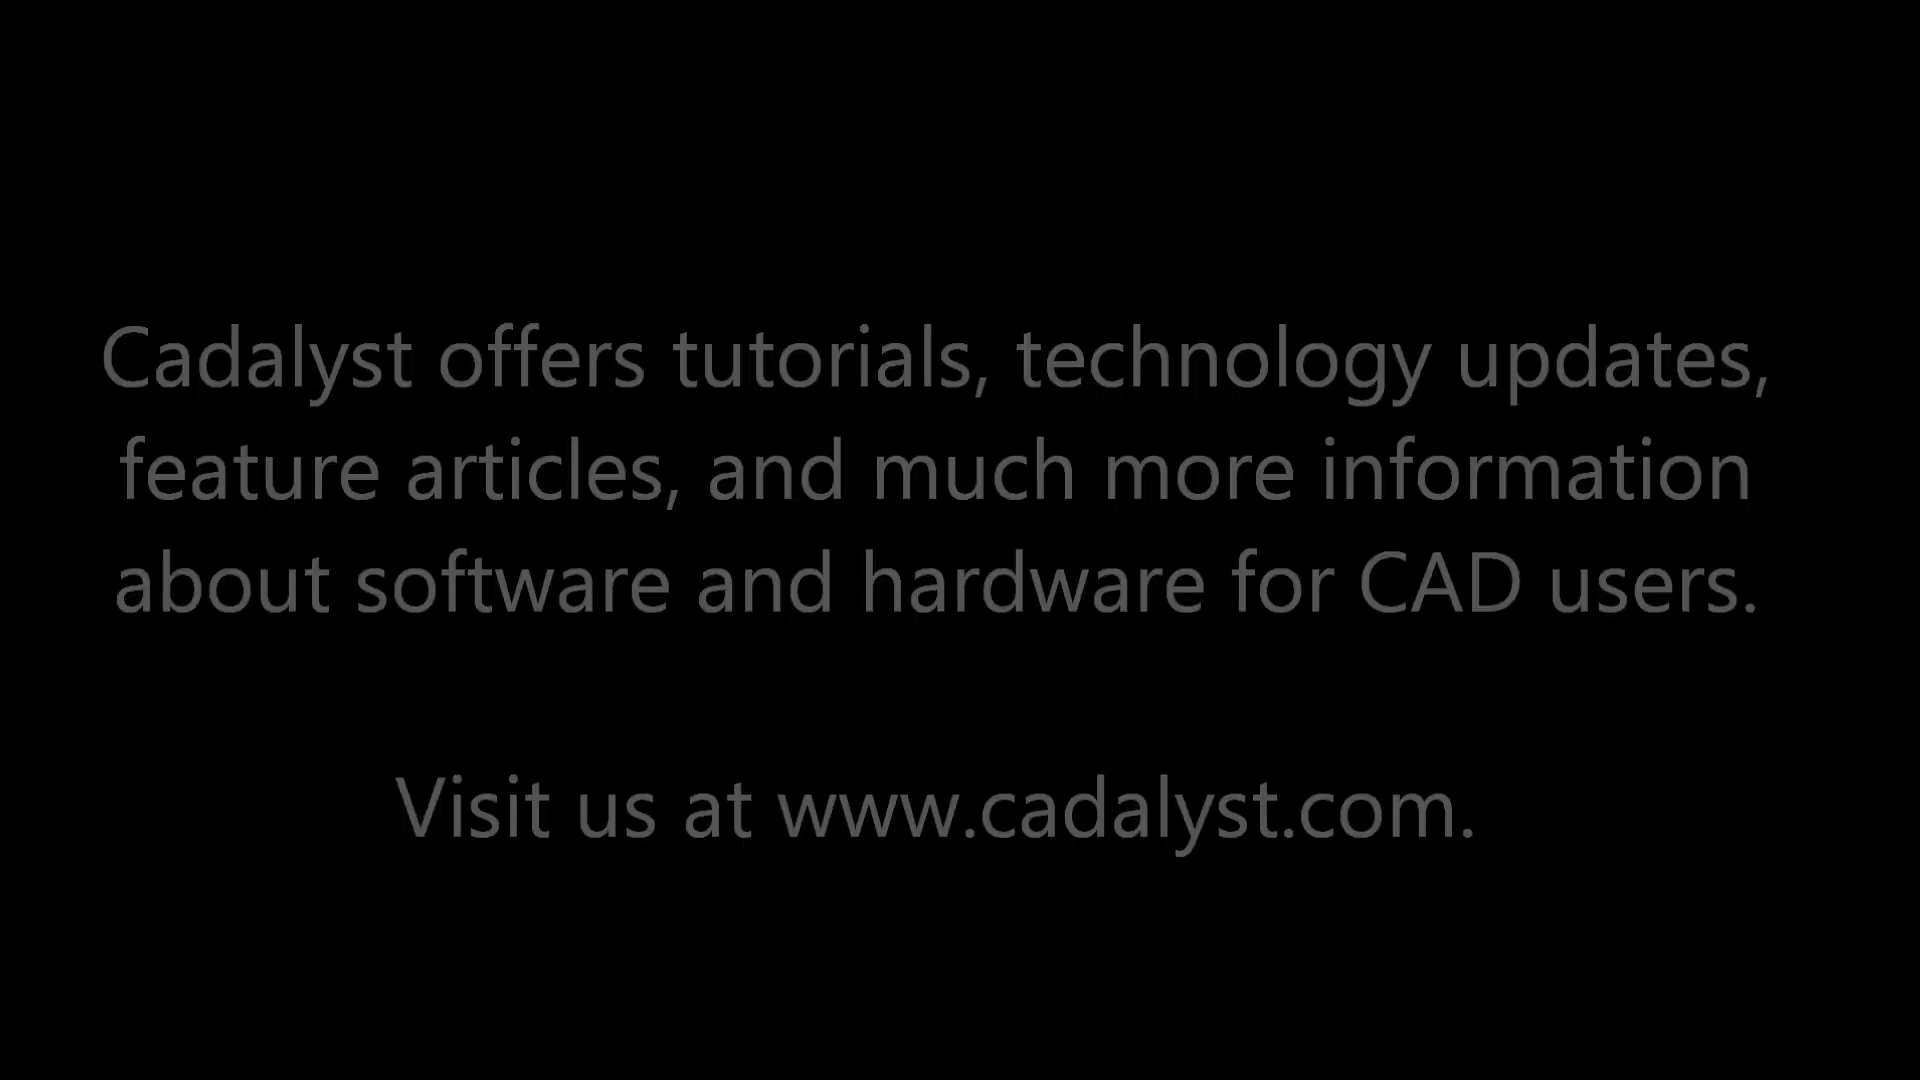 Cadalyst offers tutorials, technology updates,
feature articles, and much more information
about software and hardware for CAD users.
Visit us at www.cadalyst.com.